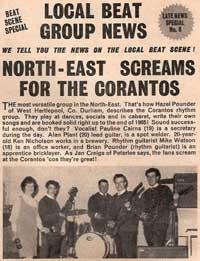 BEAT
SCENE
SPECIAL
LOCAL BEAT
GROUP NEWS
LATE NEWS
SPECIAL
No. 6
WE TELL YOU THE NEWS ON THE LOCAL BEAT SCENE!
NORTH-EAST SCREAMS
FOR THE CORANTOS
THE most versatile group in the North-East. That's how Hazel Pounder
of West Hartlepool, Co. Durham, describes the Corantos rhythm
group. They play at dances, socials and in cabaret, write their own
songs and are booked solid right up to the end of 1965! Sound success-
ful enough, don't they? Vocalist Pauline Cairns (19) is a secretary
during the day. Alan Plant (20) lead guitar, is a spot welder. 20-year-
old Ken Nicholson works in a brewery. Rhythm guitarist Mike Watson
(18) is an office worker, and Brian Pounder (rhythm guitarist) is an
apprentice bricklayer. As Jan Craigs of Peterlee says, the fans scream
at the Corantos 'cos they're great!